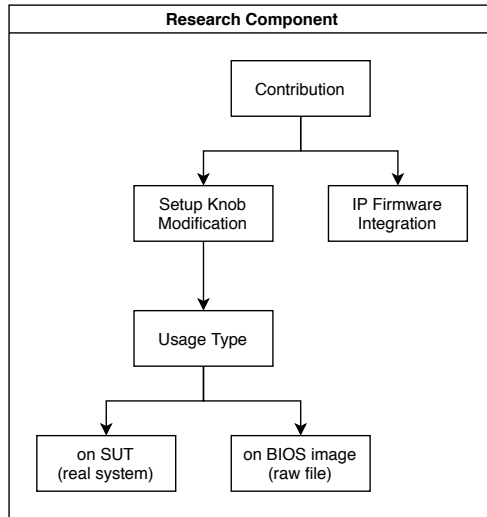 Research Component
Contribution
Setup Knob
Modification
IP Firmware
Integration
Usage Type
on SUT
(real system)
on BIOS image
(raw file)